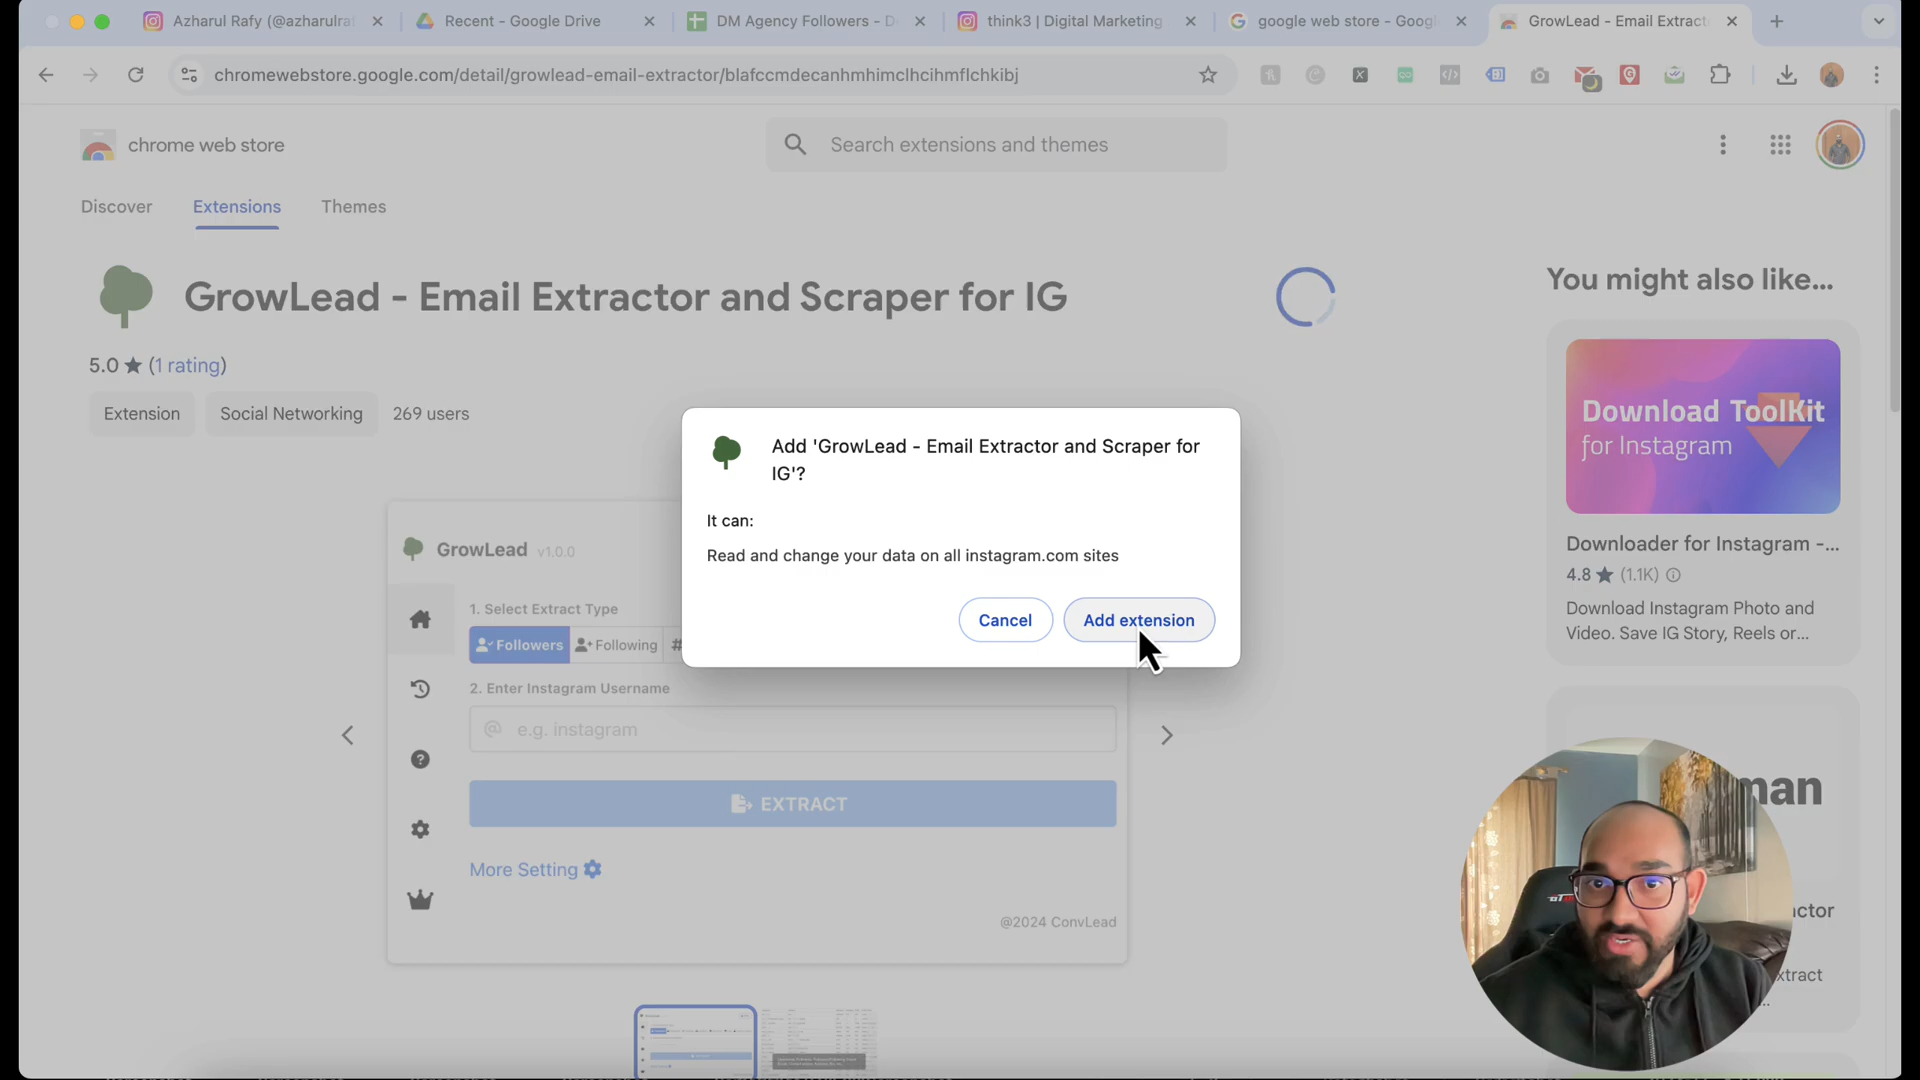 Azharul Rafy (@azharulra
Recent - Google Drive
DM Agency Followers - D
think3 | Digital Marketing
google web store - Googl
GrowLead - Email Extract
chromewebstore.google.com/detail/growlead-email-extractor/blafccmdecanhmhimclhcihmflchkibj
chrome web store
Search extensions and themes
Discover
Extensions
Themes
GrowLead - Email Extractor and Scraper for IG
5.0 ★ (1 rating)
Extension
Social Networking
269 users
Add 'GrowLead - Email Extractor and Scraper for
IG'?
It can:
Read and change your data on all instagram.com sites
Cancel
Add extension
GrowLead v1.0.0
1. Select Extract Type
Followers
Following
#
2. Enter Instagram Username
@ e.g. instagram
EXTRACT
More Setting
@2024 ConvLead
You might also like...
Download ToolKit
for Instagram
Downloader for Instagram -...
4.8 ★ (1.1K)
Download Instagram Photo and
Video. Save IG Story, Reels or...
man
actor
xtract